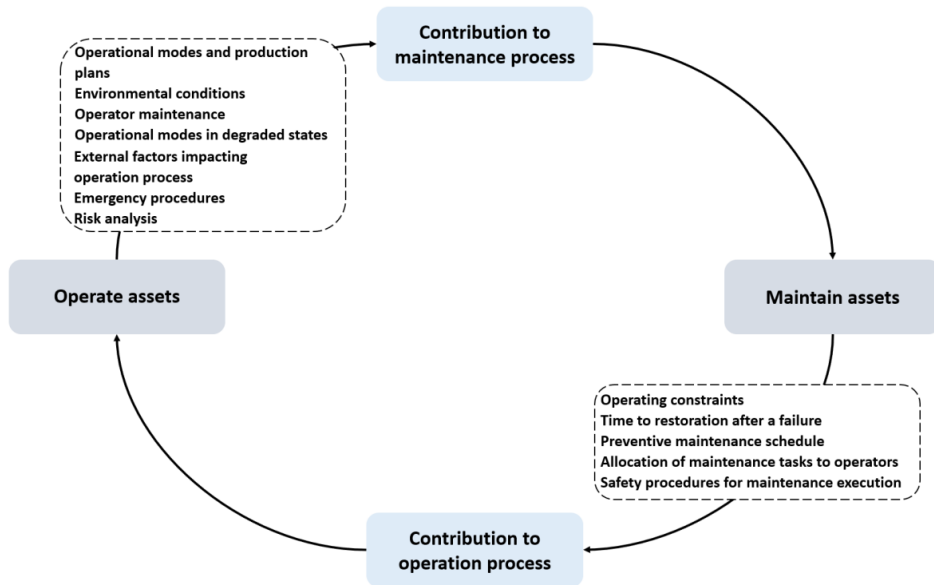 Contribution to
maintenance process
Operational modes and production
plans
Environmental conditions
Operator maintenance
Operational modes in degraded states
External factors impacting
operation process
Emergency procedures
Risk analysis
Operate assets
Maintain assets
Operating constraints
Time to restoration after a failure
Preventive maintenance schedule
Allocation of maintenance tasks to operators
Safety procedures for maintenance execution
Contribution to
operation process